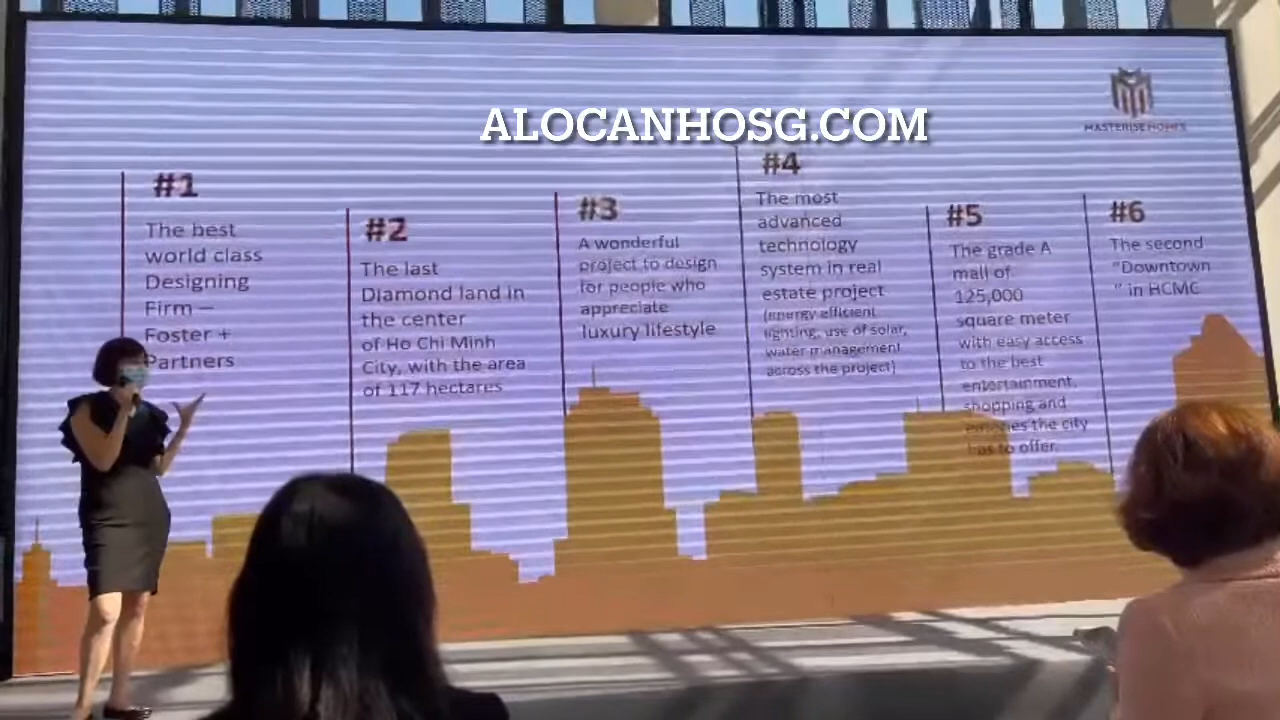 ALOCANHOSG.COM
MASTERISE HOMES
#1
The best
world class
Designing
Firm –
Foster +
Partners
#2
The last
Diamond land in
the center
of Ho Chi Minh
City, with the area
of 117 hectares
#3
A wonderful
project to design
for people who
appreciate
luxury lifestyle
#4
The most
advanced
technology
system in real
estate project
(energy efficient
lighting, use of solar,
water management
across the project)
#5
The grade A
mall of
125,000
square meter
with easy access
to the best
entertainment,
shopping and
the city
has to offer.
#6
The second
"Downtown
" in HCMC